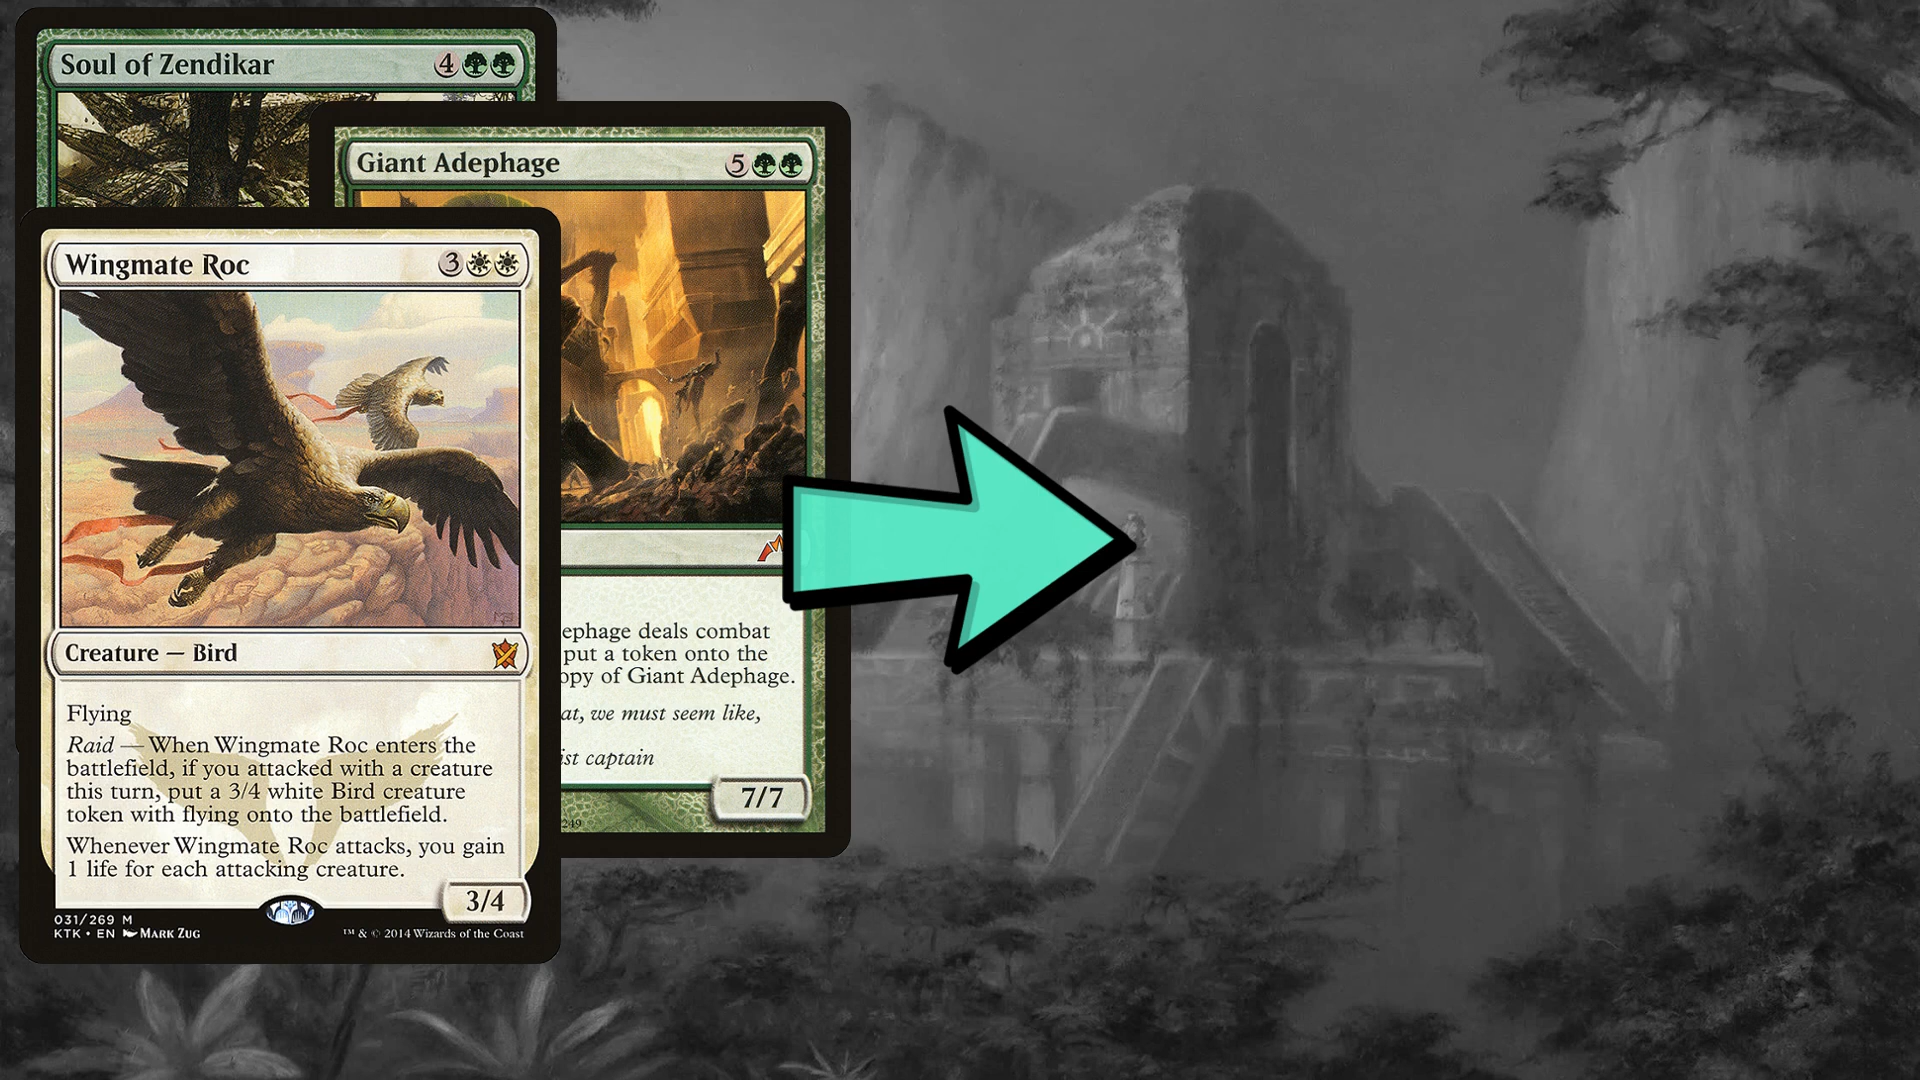 Soul of Zendikar 4
Giant Adephage 5
Wingmate Roc 3
Creature — Bird
Flying
Raid — When Wingmate Roc enters the
battlefield, if you attacked with a creature
this turn, put a 3/4 white Bird creature
token with flying onto the battlefield.
Whenever Wingmate Roc attacks, you gain
1 life for each attacking creature.
3/4
031/269 M
KTK • EN Mark Zug
™ & © 2014 Wizards of the Coast
deals combat
put a token onto the
of Giant Adephage.
we must seem like,
captain
7/7
249